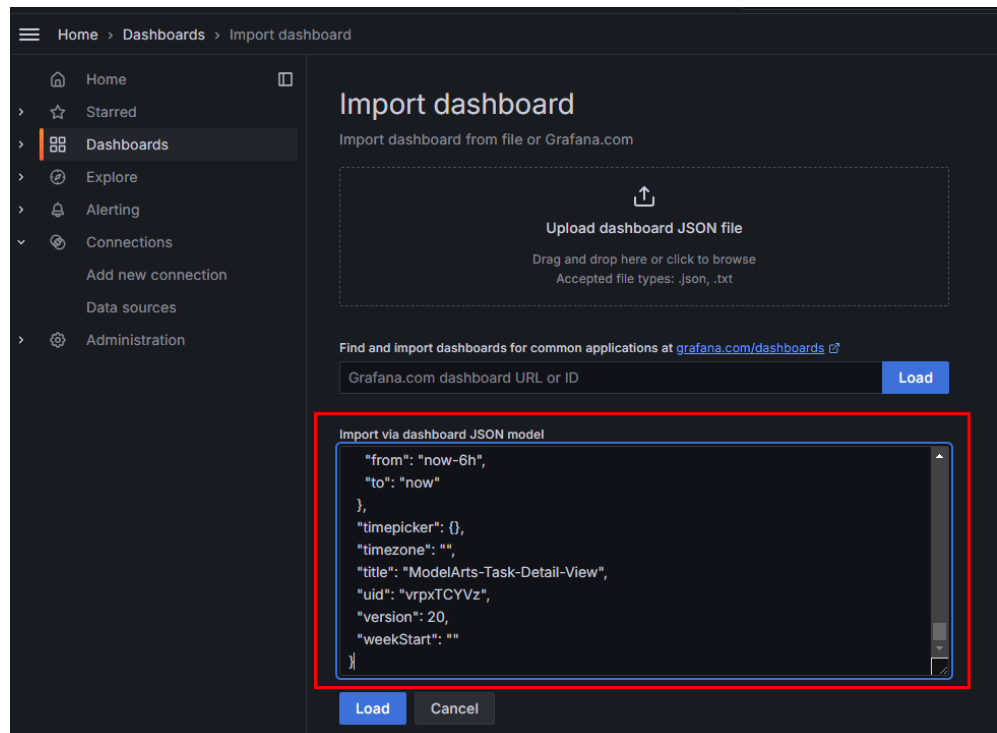 Home › Dashboards › Import dashboard
Home
Starred
Dashboards
Explore
Alerting
Connections
Add new connection
Data sources
Administration
Import dashboard
Import dashboard from file or Grafana.com
Upload dashboard JSON file
Drag and drop here or click to browse
Accepted file types: .json, .txt
Find and import dashboards for common applications at grafana.com/dashboards
Grafana.com dashboard URL or ID
Load
Import via dashboard JSON model
"from": "now-6h",
"to": "now"
},
"timepicker": {},
"timezone": "",
"title": "ModelArts-Task-Detail-View",
"uid": "vrpxTCYVz",
"version": 20,
"weekStart": ""
}
Load
Cancel